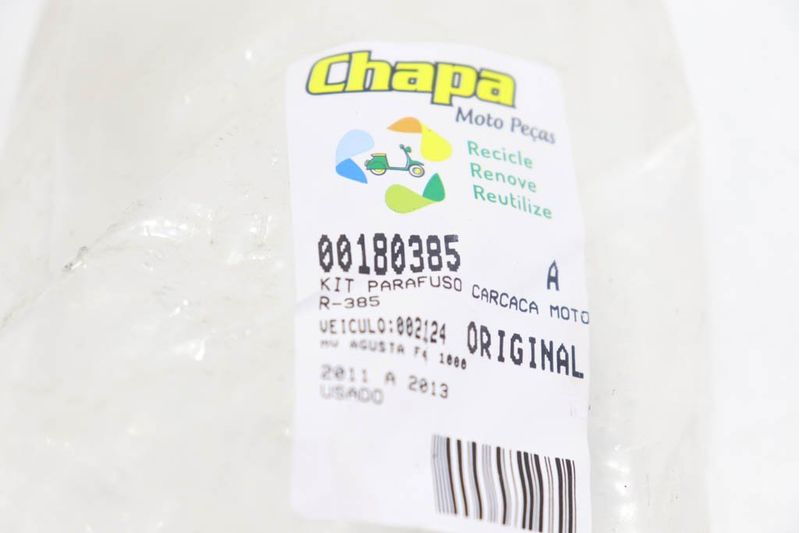 Chapa
Moto Peças
Recicle
Renove
Reutilize
00180385 A
KIT PARAFUSO CARCACA MOTO
R-385
VEICULO:002124 ORIGINAL
MV AGUSTA F4 1000
2011 A 2013
USADO